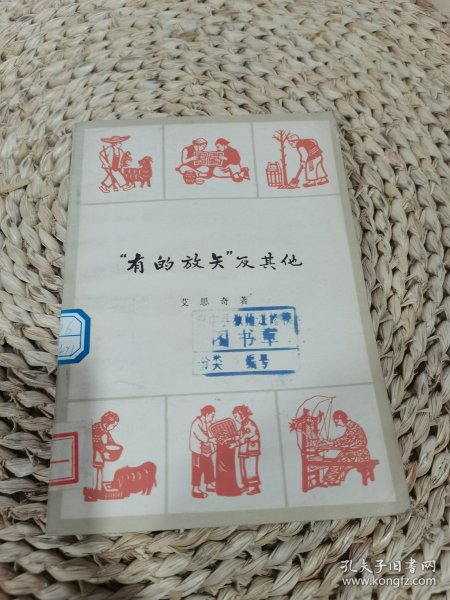 “有的放矢”及其他
艾思奇著
图书章
分类 编号
孔夫子旧书网
www.kongfz.com